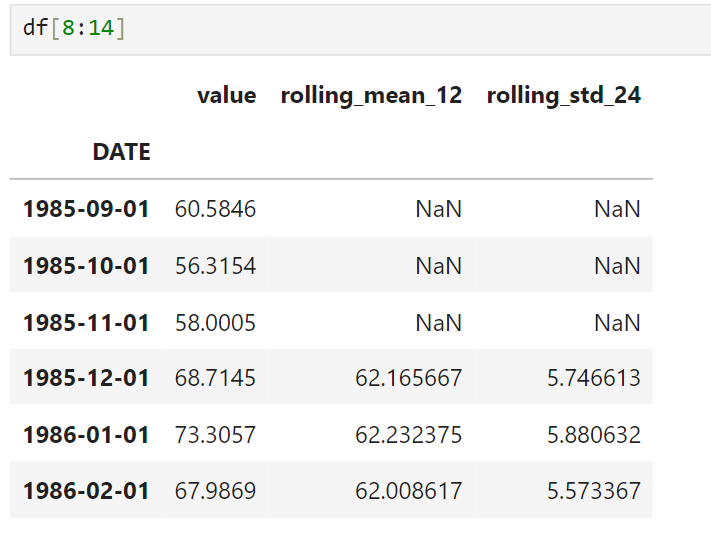 df[8:14]
value rolling_mean_12 rolling_std_24
DATE
1985-09-01 60.5846 NaN NaN
1985-10-01 56.3154 NaN NaN
1985-11-01 58.0005 NaN NaN
1985-12-01 68.7145 62.165667 5.746613
1986-01-01 73.3057 62.232375 5.880632
1986-02-01 67.9869 62.008617 5.573367